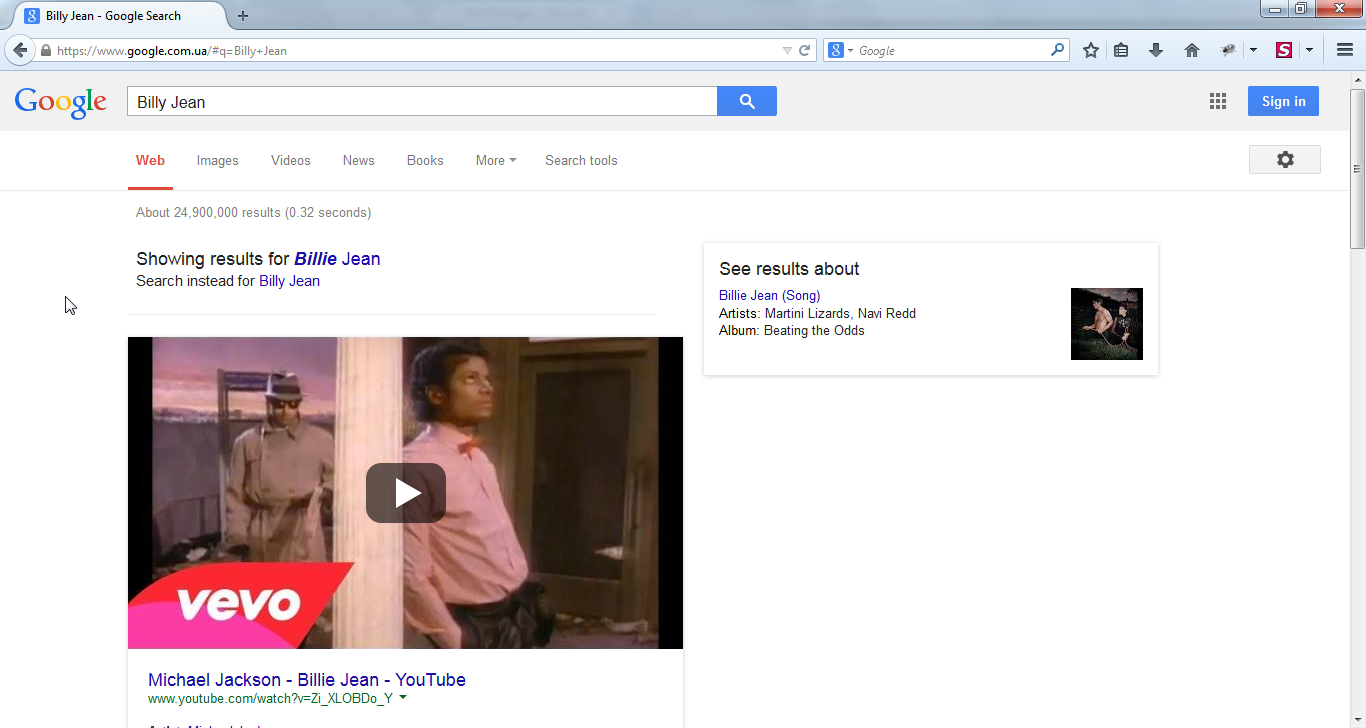 Billy Jean - Google Search
https://www.google.com.ua/#q=Billy+Jean
Google
Google
Billy Jean
Sign in
Web Images Videos News Books More Search tools
About 24,900,000 results (0.32 seconds)
Showing results for Billie Jean
Search instead for Billy Jean
See results about
Billie Jean (Song)
Artists: Martini Lizards, Navi Redd
Album: Beating the Odds
vevo
Michael Jackson - Billie Jean - YouTube
www.youtube.com/watch?v=Zi_XLOBDo_Y